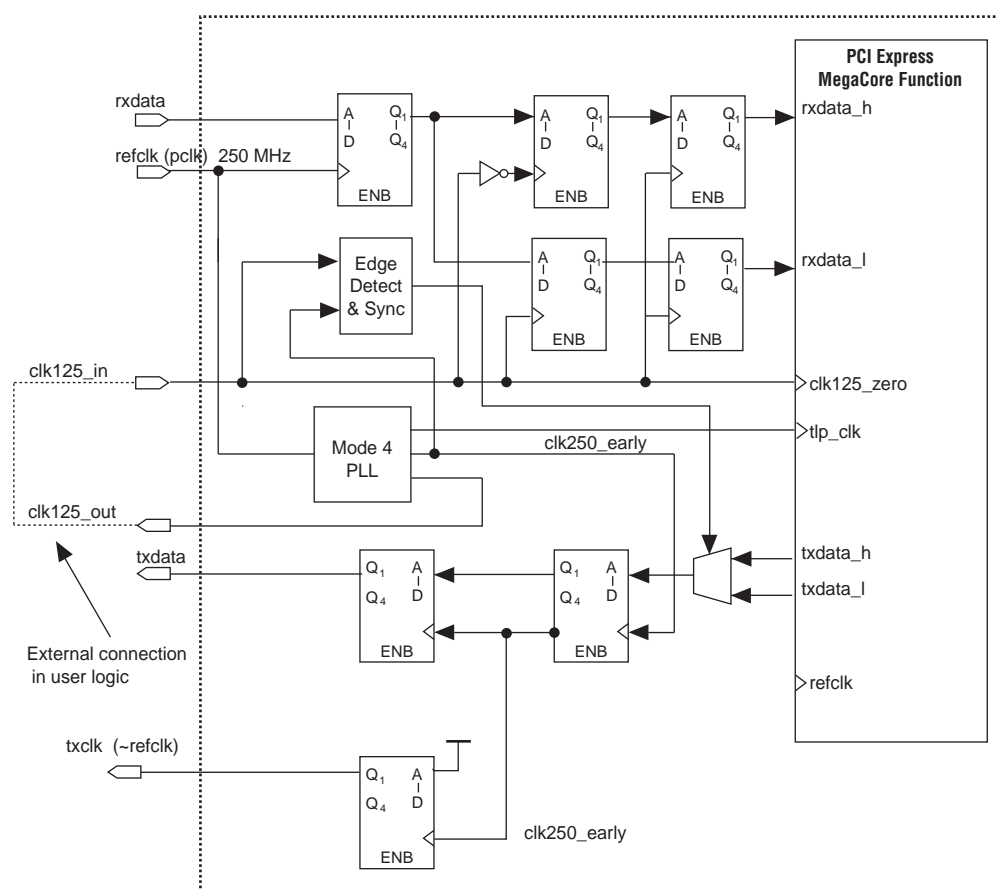 PCI Express
MegaCore Function
rxdata
A
D
Q1
Q4
ENB
A
D
Q1
Q4
ENB
A
D
Q1
Q4
ENB
rxdata_h
refclk (pclk) 250 MHz
Edge
Detect
& Sync
A
D
Q1
Q4
ENB
A
D
Q1
Q4
ENB
rxdata_l
clk125_in
clk125_zero
Mode 4
PLL
clk250_early
tlp_clk
clk125_out
txdata
Q1
Q4
A
D
ENB
Q1
Q4
A
D
ENB
txdata_h
txdata_l
External connection
in user logic
refclk
txclk (~refclk)
Q1
Q4
A
D
ENB
clk250_early